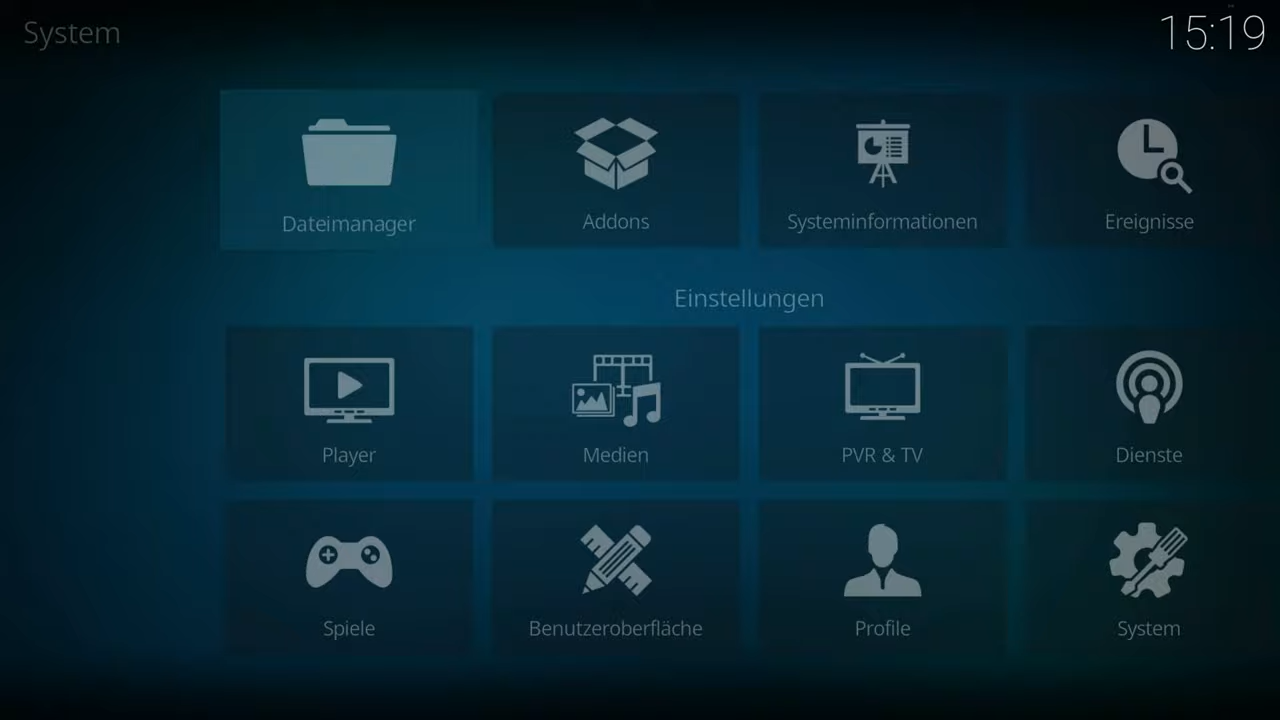 System
15:19
Dateimanager
Addons
Systeminformationen
Ereignisse
Einstellungen
Player
Medien
PVR & TV
Dienste
Spiele
Benutzeroberfläche
Profile
System